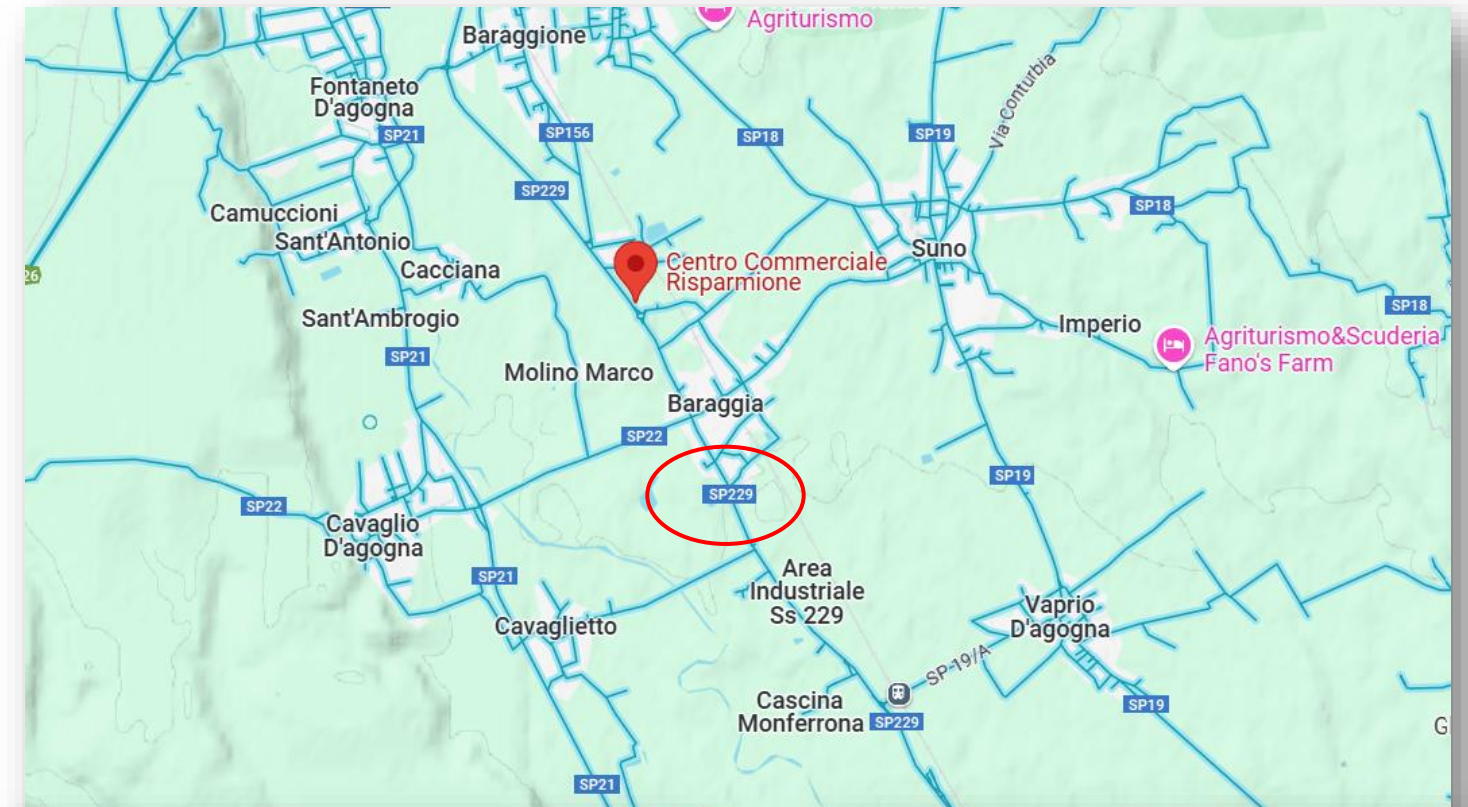 Agriturismo
Baraggione
Fontaneto
D'agogna
SP21
SP156
SP18
SP19
Via Conturbia
SP229
SP18
Camuccioni
Sant'Antonio
Cacciana
Suno
Centro Commerciale
Risparmione
26
Sant'Ambrogio
SP18
Imperio
Agriturismo&Scuderia
Fano's Farm
SP21
Molino Marco
Baraggia
SP22
SP19
SP229
SP22
Cavaglio
D'agogna
SP21
Area
Industriale
Ss 229
Cavaglietto
Vaprio
D'agogna
SP 19/A
Cascina
Monferrona
SP229
SP19
SP21